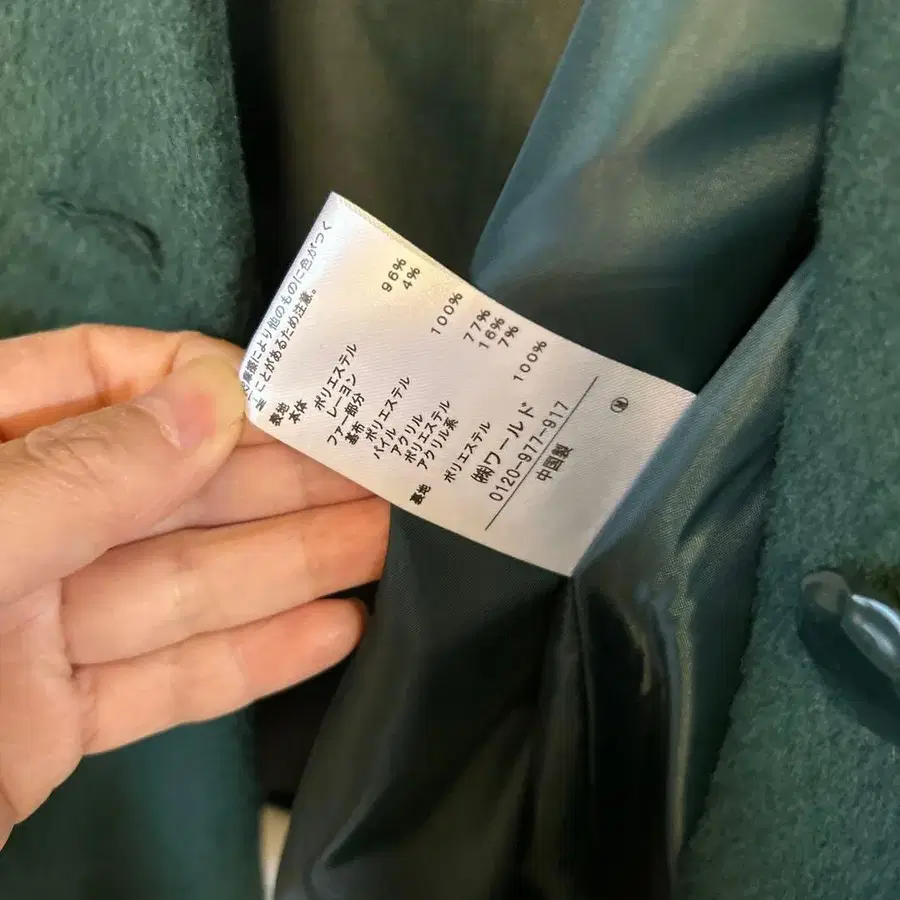 摩擦により他のものに色がつく
ことがあるため注意。
表地
本体
ポリエステル 96%
レーヨン 4%
ファー部分
基布
ポリエステル 100%
パイル
アクリル 77%
ポリエステル 16%
アクリル系 7%
裏地 ポリエステル 100%
㈱ワールド
0120-977-917
中国製